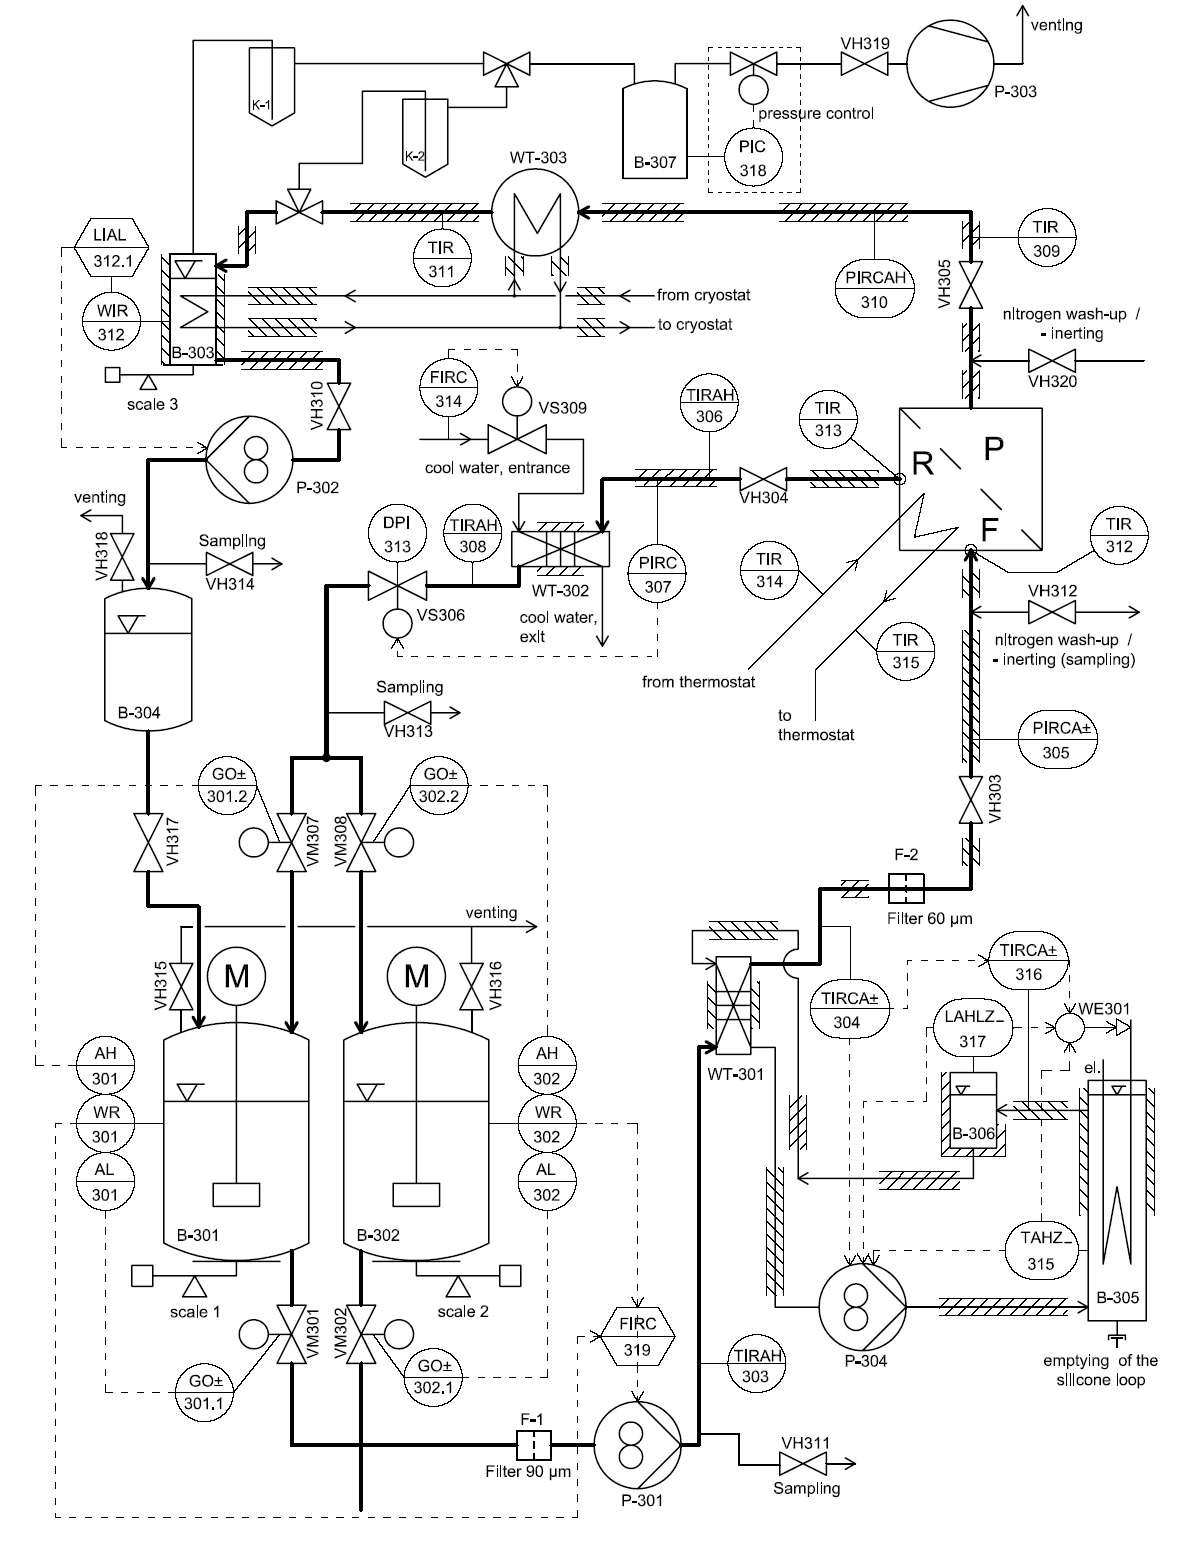 venting
VH319
P-303
K-1
K-2
pressure control
B-307
PIC
318
WT-303
LIAL
312.1
TIR
311
TIR
309
PIRCAH
310
VH305
WIR
312
from cryostat
to cryostat
B-303
scale 3
nitrogen wash-up /
- inerting
VH320
VH310
FIRC
314
VS309
cool water, entrance
TIRAH
306
TIR
313
R
P
F
VH304
P-302
venting
VH318
Sampling
VH314
DPI
313
TIRAH
308
PIRC
307
TIR
314
TIR
312
WT-302
VS306
cool water,
exit
VH312
nitrogen wash-up /
- inerting (sampling)
TIR
315
from thermostat
to
thermostat
B-304
Sampling
VH313
PIRCA±
305
GO±
301.2
GO±
302.2
VH303
VH317
VM307
VM308
F-2
Filter 60 µm
venting
VH315
M
M
VH316
TIRCA±
316
TIRCA±
304
LAHLZ_
317
WE301
AH
301
AH
302
WT-301
el.
WR
301
WR
302
B-306
AL
301
AL
302
B-301
B-302
TAHZ_
315
B-305
scale 1
scale 2
VM301
VM302
FIRC
319
P-304
emptying of the
silicone loop
GO±
301.1
GO±
302.1
TIRAH
303
F-1
Filter 90 µm
P-301
VH311
Sampling